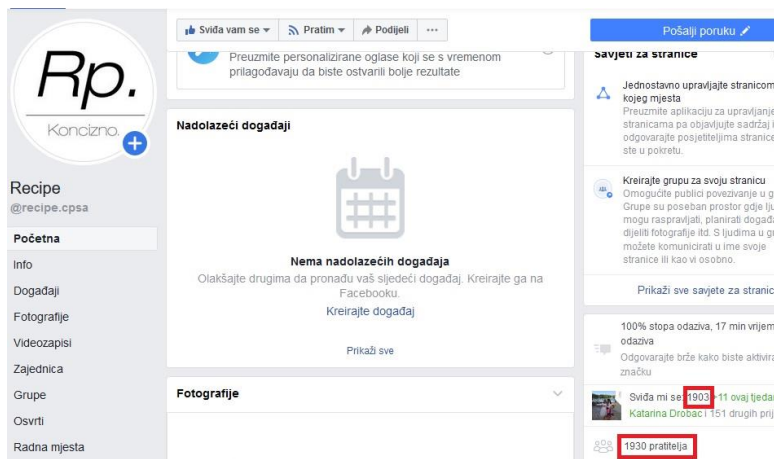 Rp.
Koncizno.
Recipe
@recipe.cpsa
Početna
Info
Događaji
Fotografije
Videozapisi
Zajednica
Grupe
Osvrti
Radna mjesta
Sviđa vam se
Pratim
Podijeli
Preuzmite personalizirane oglase koji se s vremenom
prilagođavaju da biste ostvarili bolje rezultate
Nadolazeći događaji
Nema nadolazećih događaja
Olakšajte drugima da pronađu vaš sljedeći događaj. Kreirajte ga na
Facebooku.
Kreirajte događaj
Prikaži sve
Fotografije
Pošalji poruku
Savjeti za stranice
Jednostavno upravljajte stranicom
kojeg mjesta
Preuzmite aplikaciju za upravljanje
stranicama pa objavljujte sadržaj i
odgovarajte posjetiteljima stranice
ste u pokretu.
Kreirajte grupu za svoju stranicu
Omogućite publici povezivanje u g
Grupe su poseban prostor gdje lju
mogu raspravljati, planirati događa
dijeliti fotografije itd. S ljudima u gr
možete komunicirati u ime svoje
stranice ili kao vi osobno.
Prikaži sve savjete za stranic
100% stopa odaziva, 17 min vrijem
odaziva
Odgovarajte brže kako biste aktivira
značku
Sviđa mi se: 1903 +11 ovaj tjedan
Katarina Drobac i 151 drugih prij
1930 pratitelja